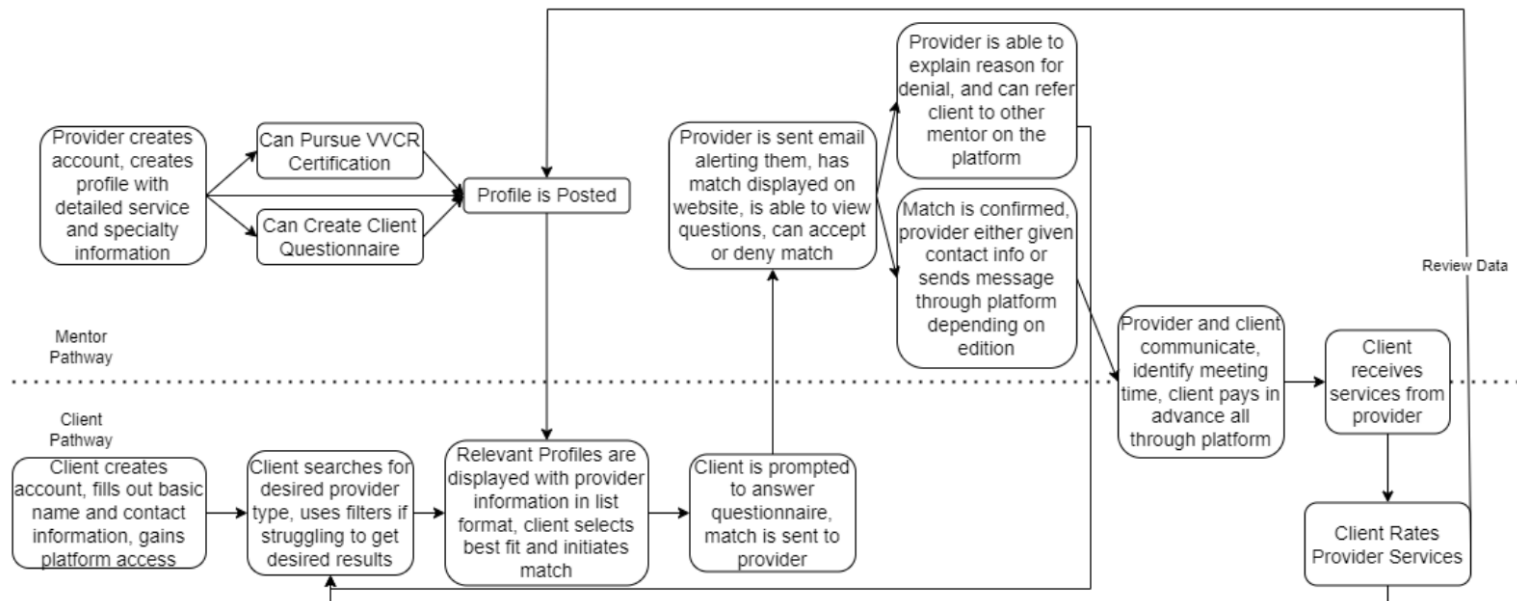 Provider creates
account, creates
profile with
detailed service
and specialty
information
Can Pursue VVCR
Certification
Can Create Client
Questionnaire
Profile is Posted
Provider is sent email
alerting them, has
match displayed on
website, is able to view
questions, can accept
or deny match
Provider is able to
explain reason for
denial, and can refer
client to other
mentor on the
platform
Match is confirmed,
provider either given
contact info or
sends message
through platform
depending on
edition
Review Data
Mentor
Pathway
Provider and client
communicate,
identify meeting
time, client pays in
advance all
through platform
Client
receives
services from
provider
Client
Pathway
Client creates
account, fills out basic
name and contact
information, gains
platform access
Client searches for
desired provider
type, uses filters if
struggling to get
desired results
Relevant Profiles are
displayed with provider
information in list
format, client selects
best fit and initiates
match
Client is prompted
to answer
questionnaire,
match is sent to
provider
Client Rates
Provider Services